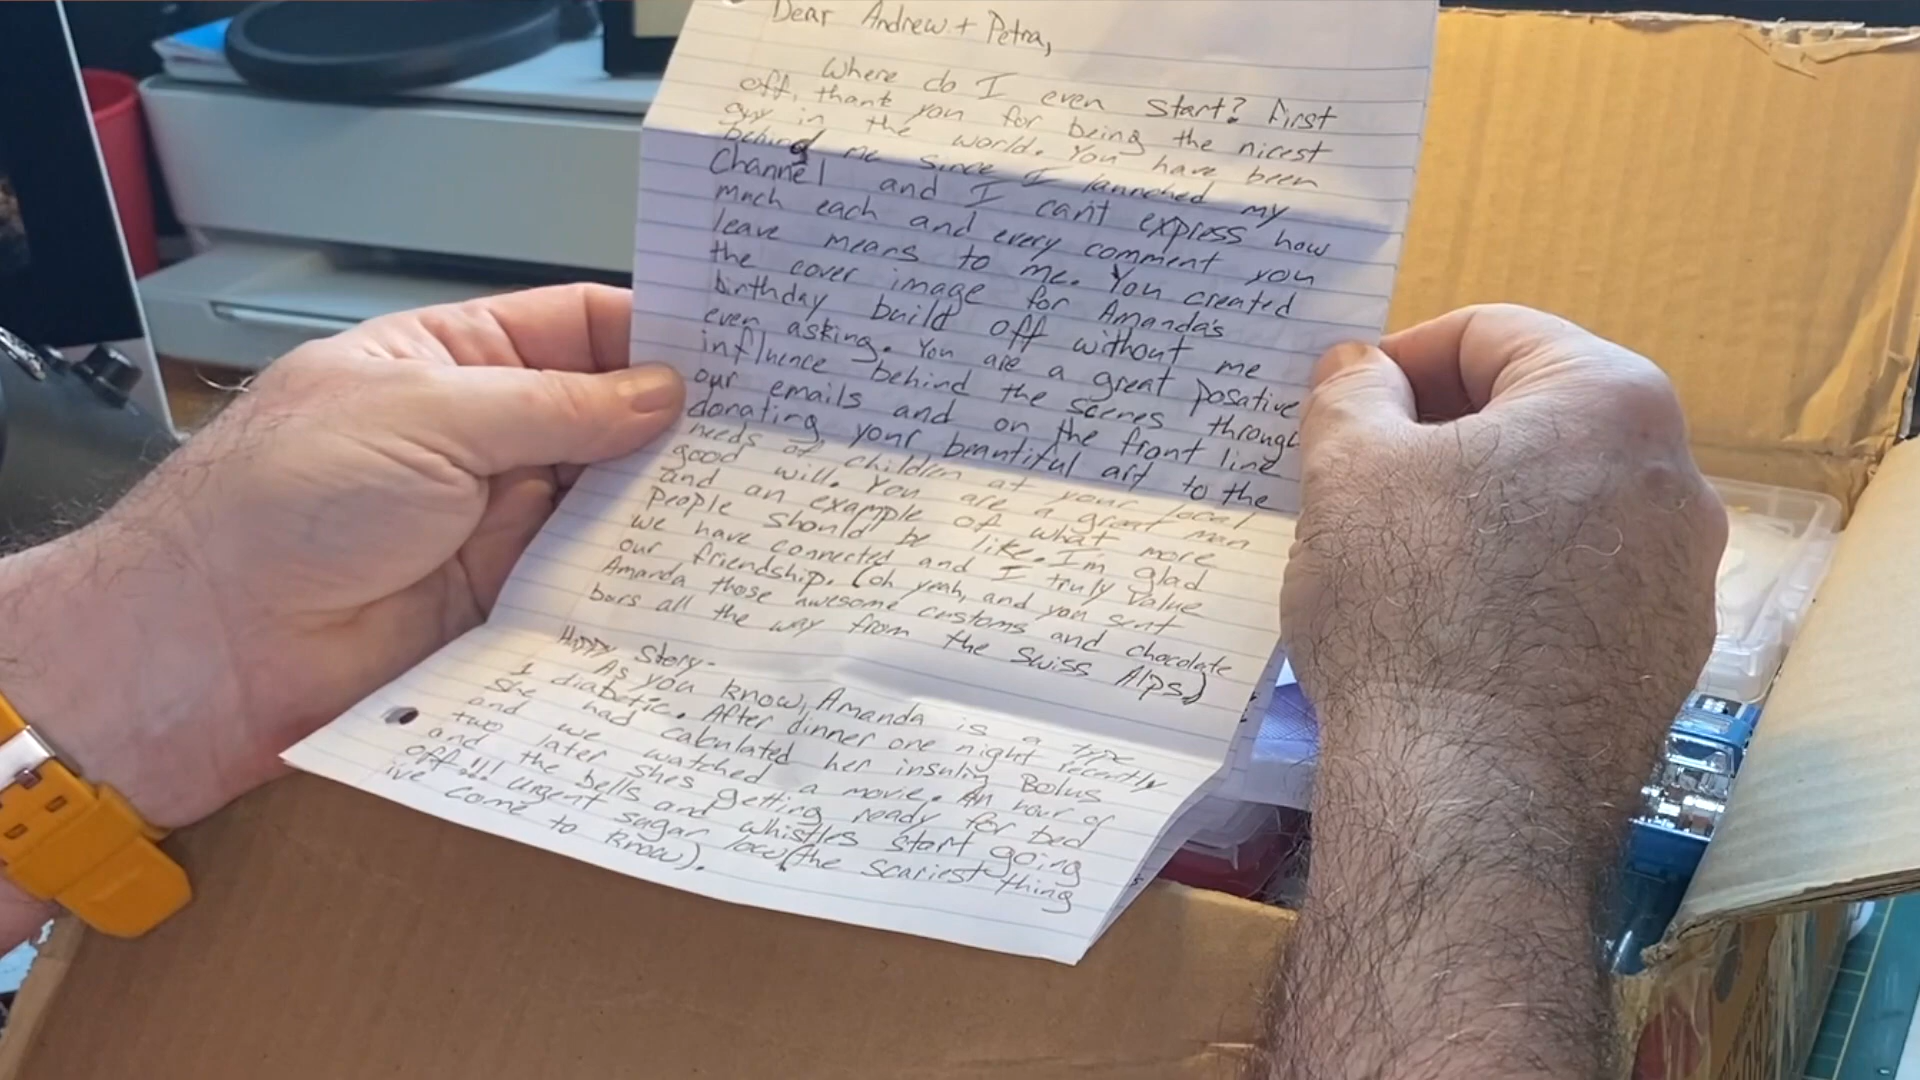 Dear Andrew + Petra,
Where do I even start? First
off, thank you for being the nicest
guy in the world. You have been
behind me since I launched my
Channel and I can't express how
much each and every comment you
leave means to me. You created
the cover image for Amanda's
birthday build off without me
even asking. You are a great posative
influence behind the scenes through
our emails and on the front line
donating your beautiful art to the
needs of children at your local
good will. You are a great man
and an example of what more
people should be like. I'm glad
we have connected and I truly value
our friendship. (oh yeah, and you sent
Amanda those awesome customs and chocolate
bars all the way from the Swiss Alps)
Happy Story-
As you know, Amanda is a type
1 diabetic. After dinner one night recently
she had calculated her insulin Bolus
and we watched a movie. An hour or
two later shes getting ready for bed
and the bells and whistles start going
off!!! urgent sugar low (the scariest thing
ive come to know).